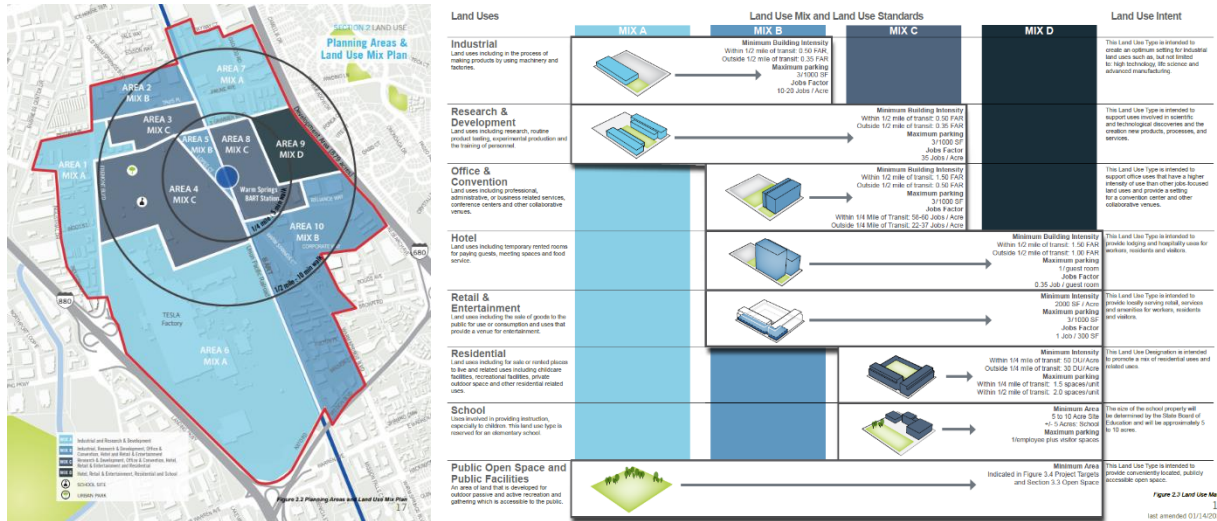 SECTION 2 LAND USE
Planning Areas &
Land Use Mix Plan
AREA 7
MIX A
AREA 2
MIX B
AREA 3
MIX C
AREA 5
MIX B
AREA 8
MIX C
AREA 9
MIX D
AREA 1
MIX A
AREA 4
MIX C
Warm Springs
BART Station
AREA 10
MIX B
TESLA
Factory
AREA 6
MIX A
880
680
MIX A Industrial and Research & Development
MIX B Industrial, Research & Development, Office &
Convention, Hotel and Retail & Entertainment
MIX C Research & Development, Office & Convention, Hotel,
Retail & Entertainment and Residential
MIX D Hotel, Retail & Entertainment, Residential and School
SCHOOL SITE
URBAN PARK
Figure 2.2 Planning Areas and Land Use Mix Plan
17
Land Uses
Land Use Mix and Land Use Standards
Land Use Intent
MIX A
MIX B
MIX C
MIX D
Industrial
Land uses including in the process of
making products by using machinery and
factories.
Minimum Building Intensity
Within 1/2 mile of transit: 0.50 FAR,
Outside 1/2 mile of transit: 0.35 FAR
Maximum parking
3/1000 SF
Jobs Factor
10-20 Jobs / Acre
This Land Use Type is intended to
create an optimum setting for industrial
land uses such as, but not limited
to: high technology, life science and
advanced manufacturing.
Research &
Development
Land uses including research, routine
product testing, experimental production and
the training of personnel.
Minimum Building Intensity
Within 1/2 mile of transit: 0.50 FAR
Outside 1/2 mile of transit: 0.35 FAR
Maximum parking
3/1000 SF
Jobs Factor
35 Jobs / Acre
This Land Use Type is intended to
support uses involved in scientific
and technological discoveries and the
creation new products, processes, and
services.
Office &
Convention
Land uses including professional,
administrative, or business related services,
conference centers and other collaborative
venues.
Minimum Building Intensity
Within 1/2 mile of transit: 1.50 FAR
Outside 1/2 mile of transit: 0.50 FAR
Maximum parking
3/1000 SF
Jobs Factor
Within 1/4 Mile of Transit: 58-60 Jobs / Acre
Outside 1/4 Mile of Transit: 22-37 Jobs / Acre
This Land Use Type is intended to
support office uses that have a higher
intensity of use than other jobs-focused
land uses and provide a setting
for a convention center and other
collaborative venues.
Hotel
Land uses including temporary rented rooms
for paying guests, meeting spaces and food
service.
Minimum Building Intensity
Within 1/2 mile of transit: 1.50 FAR
Outside 1/2 mile of transit: 1.00 FAR
Maximum parking
1/ guest room
Jobs Factor
0.35 Job / guest room
This Land Use Type is intended to
provide lodging and hospitality uses for
workers, residents and visitors.
Retail &
Entertainment
Land uses including the sale of goods to the
public for use or consumption and uses that
provide a venue for entertainment.
Minimum Intensity
2000 SF / Acre
Maximum parking
3/1000 SF
Jobs Factor
1 Job / 300 SF
This Land Use Type is intended to
provide locally serving retail, services
and amenities for workers, residents
and visitors.
Residential
Land uses including for sale or rented places
to live and related uses including childcare
facilities, recreational facilities, private
outdoor space and other residential related
uses.
Minimum Intensity
Within 1/4 mile of transit: 50 DU/Acre
Outside 1/4 mile of transit: 30 DU/Acre
Maximum parking
Within 1/4 mile of transit: 1.5 spaces/unit
Within 1/2 mile of transit: 2.0 spaces/unit
This Land Use Designation is intended
to promote a mix of residential uses and
related uses.
School
Uses involved in providing instruction,
especially to children. This land use type is
reserved for an elementary school.
Minimum Area
5 to 10 Acre Site
+/- 5 Acres: School
Maximum parking
1/employee plus visitor spaces
The size of the school property will
be determined by the State Board of
Education and will be approximately 5
to 10 acres.
Public Open Space and
Public Facilities
An area of land that is developed for
outdoor passive and active recreation and
gathering which is accessible to the public.
Minimum Area
Indicated in Figure 3.4 Project Targets
and Section 3.3 Open Space
This Land Use Type is intended to
provide conveniently located, publicly
accessible open space.
Figure 2.3 Land Use Ma
1
last amended 01/14/20